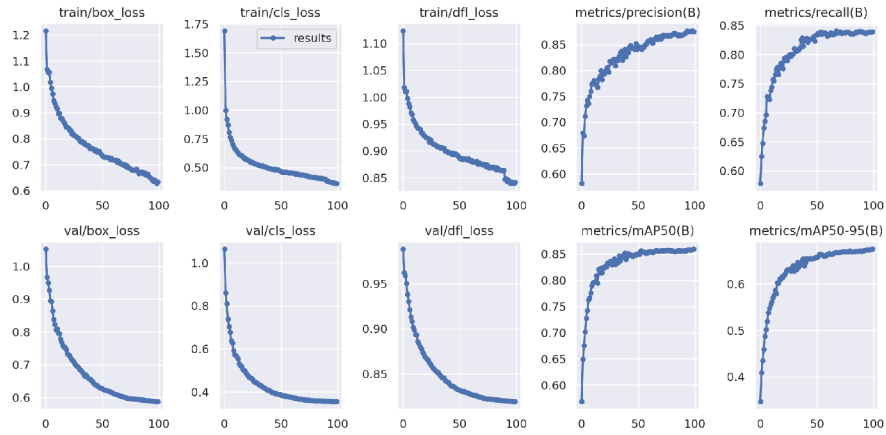 train/box_loss
train/cls_loss
train/dfl_loss
metrics/precision(B)
metrics/recall(B)
1.2
1.1
1.0
0.9
0.8
0.7
0.6
0 50 100
1.75
1.50
1.25
1.00
0.75
0.50
results
0 50 100
1.10
1.05
1.00
0.95
0.90
0.85
0 50 100
0.85
0.80
0.75
0.70
0.65
0.60
0 50 100
0.85
0.80
0.75
0.70
0.65
0.60
0 50 100
val/box_loss
val/cls_loss
val/dfl_loss
metrics/mAP50(B)
metrics/mAP50-95(B)
1.0
0.9
0.8
0.7
0.6
0 50 100
1.0
0.8
0.6
0.4
0 50 100
0.95
0.90
0.85
0 50 100
0.85
0.80
0.75
0.70
0.65
0.60
0 50 100
0.6
0.5
0.4
0 50 100